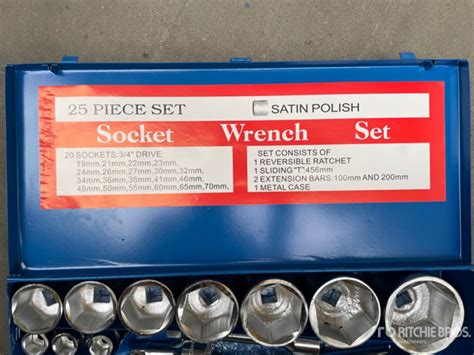 25 PIECE SET
SATIN POLISH
Socket Wrench Set
20 SOCKETS:3/4" DRIVE:
19mm,21mm,22mm,23mm,
24mm,26mm,27mm,30mm,32mm,
34mm,36mm,38mm,41mm,46mm,
48mm,50mm,55mm,60mm,65mm,70mm,
SET CONSISTS OF
1 REVERSIBLE RATCHET
1 SLIDING "T":456mm
2 EXTENSION BARS:100mm AND 200mm
1 METAL CASE
RITCHIE BROS.
Auctioneers